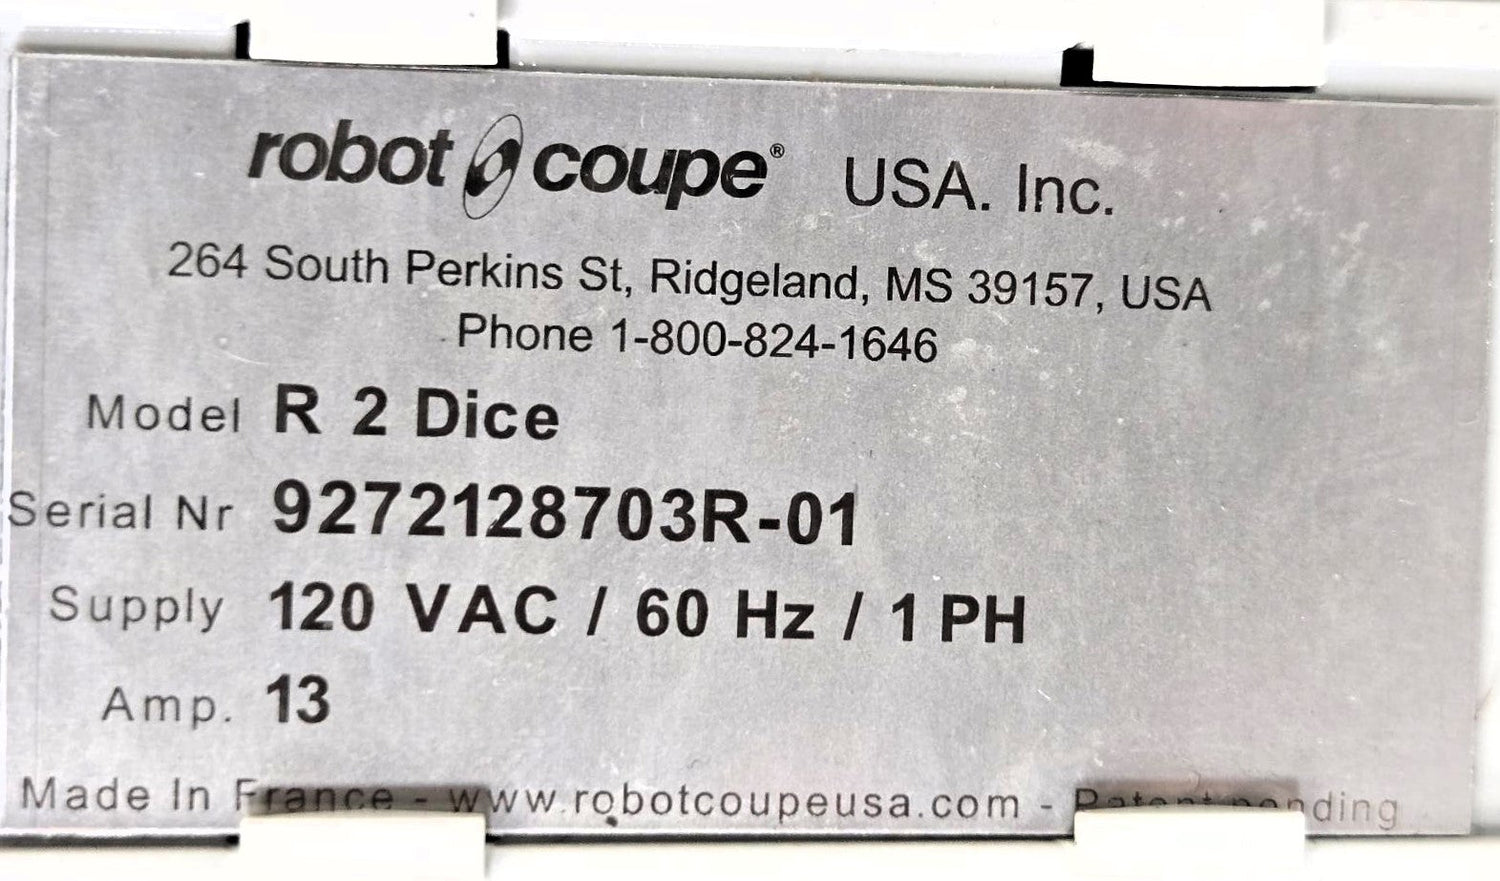 robot coupe® USA. Inc.
264 South Perkins St, Ridgeland, MS 39157, USA
Phone 1-800-824-1646
Model R 2 Dice
Serial Nr 9272128703R-01
Supply 120 VAC / 60 Hz / 1 PH
Amp. 13
Made In France - www.robotcoupeusa.com - Patent pending